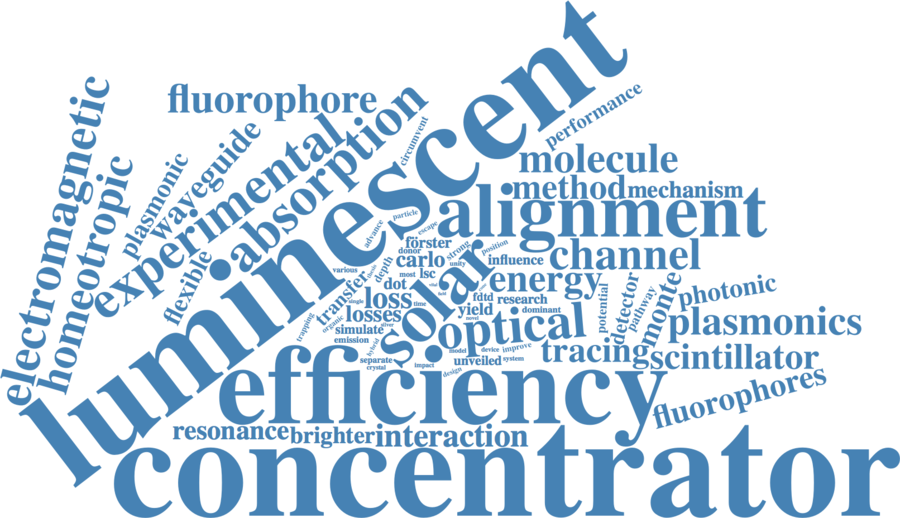 luminescent
performance
fluorophore
absorption
circumvent
electromagnetic
homeotropic
plasmonic
waveguide
experimental
molecule
method
mechanism
alignment
channel
particle
escape
advance
förster
donor
strong
position
carlo
influence
unity
various
thesis
depth
most
lsc
solar
energy
flexible
transfer
dot
loss
time
fdtd
research
potential
detector
pathway
monte
photonic
single
losses
yield
dominant
plasmonics
trapping
organic
silver
simulate
novel
optical
emission
hybrid
model
device
improve
tracing
scintillator
separate
crystal
impact
unveiled
system
design
efficiency
fluorophores
resonance
brighter
interaction
concentrator